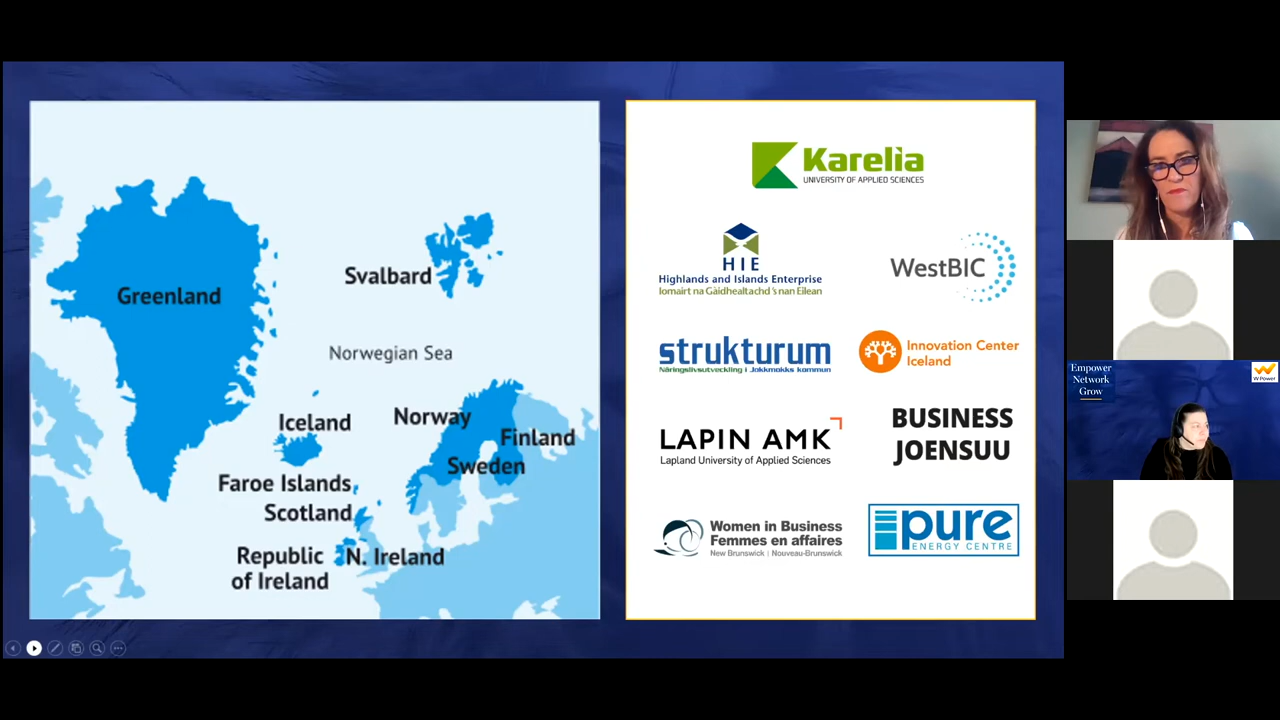 Greenland
Svalbard
Norwegian Sea
Iceland
Norway
Finland
Sweden
Faroe Islands
Scotland
Republic
of Ireland
N. Ireland
Karelia
UNIVERSITY OF APPLIED SCIENCES
HIE
Highlands and Islands Enterprise
Iomairt na Gàidhealtachd 's nan Eilean
WestBIC
strukturum
Näringslivsutveckling i Jokkmokks kommun
Innovation Center
Iceland
LAPIN AMK
Lapland University of Applied Sciences
BUSINESS
JOENSUU
Women in Business
Femmes en affaires
New Brunswick | Nouveau-Brunswick
pure
ENERGY CENTRE
Empower
Network
Grow
W Power